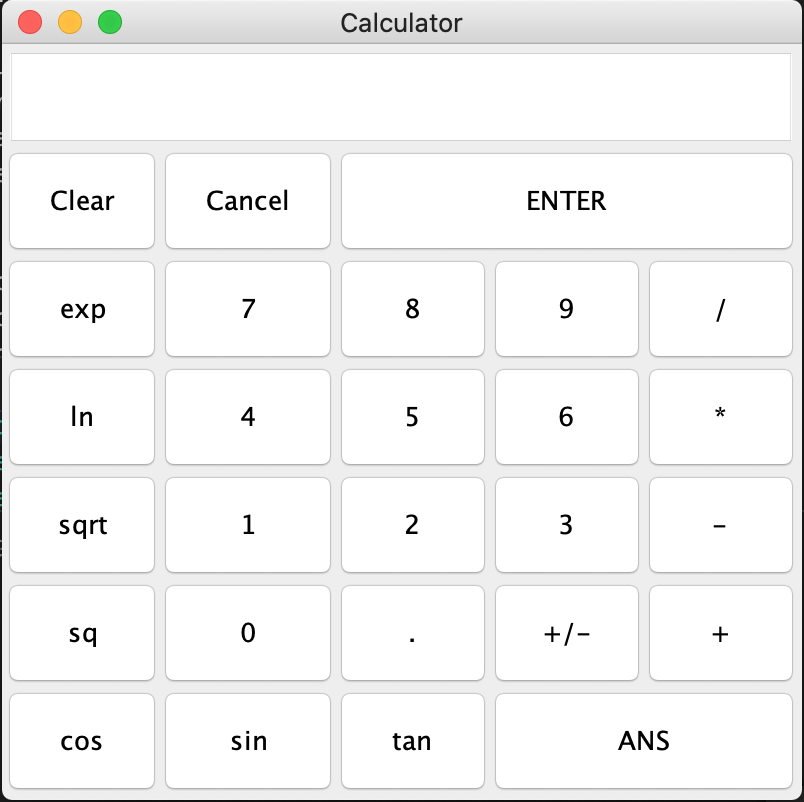 Calculator
Clear Cancel ENTER
exp 7 8 9 /
ln 4 5 6 *
sqrt 1 2 3 -
sq 0 . +/- +
cos sin tan ANS